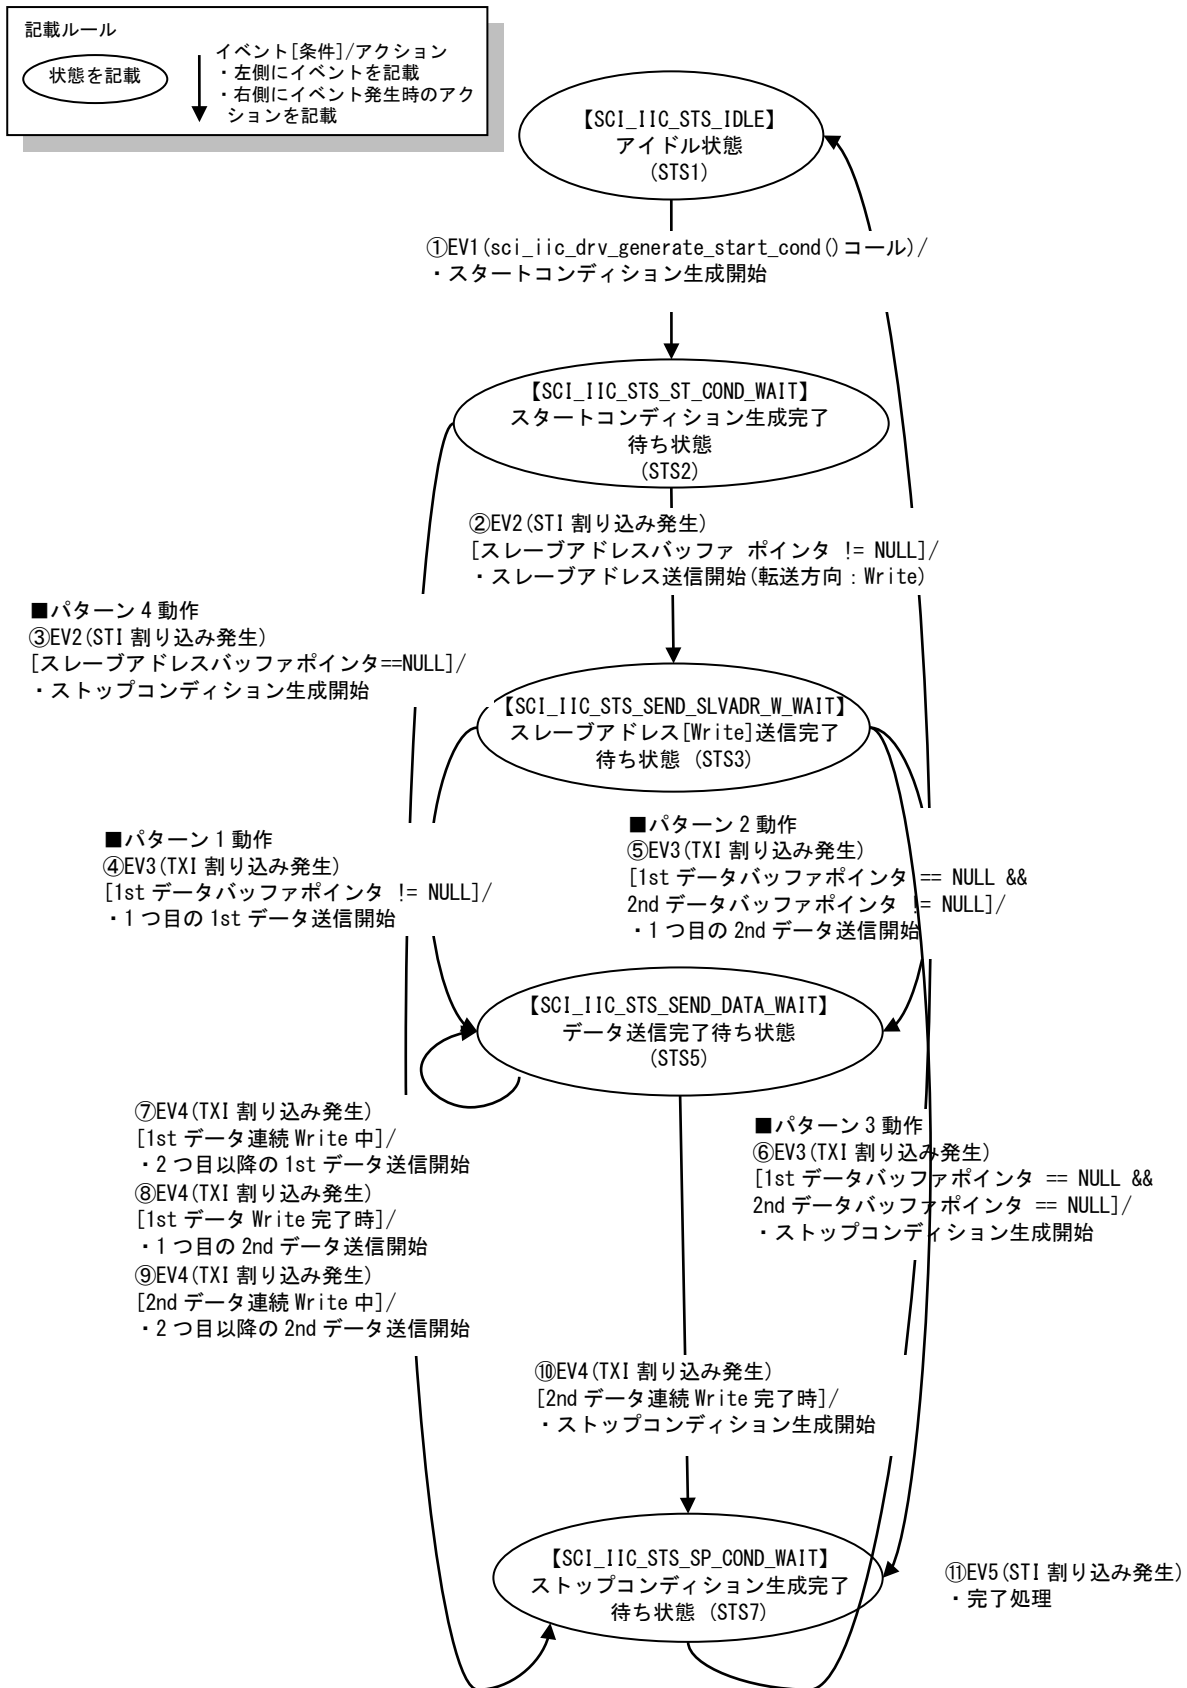 記載ルール
状態を記載
イベント[条件]/アクション
・左側にイベントを記載
・右側にイベント発生時のアク
ションを記載
【SCI_IIC_STS_IDLE】
アイドル状態
(STS1)
①EV1(sci_iic_drv_generate_start_cond()コール)/
・スタートコンディション生成開始
【SCI_IIC_STS_ST_COND_WAIT】
スタートコンディション生成完了
待ち状態
(STS2)
②EV2(STI 割り込み発生)
[スレーブアドレスバッファ ポインタ != NULL]/
・スレーブアドレス送信開始(転送方向：Write)
■パターン 4 動作
③EV2(STI 割り込み発生)
[スレーブアドレスバッファポインタ==NULL]/
・ストップコンディション生成開始
【SCI_IIC_STS_SEND_SLVADR_W_WAIT】
スレーブアドレス[Write]送信完了
待ち状態 (STS3)
■パターン 1 動作
④EV3(TXI 割り込み発生)
[1st データバッファポインタ != NULL]/
・1 つ目の 1st データ送信開始
■パターン 2 動作
⑤EV3(TXI 割り込み発生)
[1st データバッファポインタ == NULL &&
2nd データバッファポインタ != NULL]/
・1 つ目の 2nd データ送信開始
【SCI_IIC_STS_SEND_DATA_WAIT】
データ送信完了待ち状態
(STS5)
⑦EV4(TXI 割り込み発生)
[1st データ連続 Write 中]/
・2 つ目以降の 1st データ送信開始
⑧EV4(TXI 割り込み発生)
[1st データ Write 完了時]/
・1 つ目の 2nd データ送信開始
⑨EV4(TXI 割り込み発生)
[2nd データ連続 Write 中]/
・2 つ目以降の 2nd データ送信開始
■パターン 3 動作
⑥EV3(TXI 割り込み発生)
[1st データバッファポインタ == NULL &&
2nd データバッファポインタ == NULL]/
・ストップコンディション生成開始
⑩EV4(TXI 割り込み発生)
[2nd データ連続 Write 完了時]/
・ストップコンディション生成開始
【SCI_IIC_STS_SP_COND_WAIT】
ストップコンディション生成完了
待ち状態 (STS7)
⑪EV5(STI 割り込み発生)
・完了処理